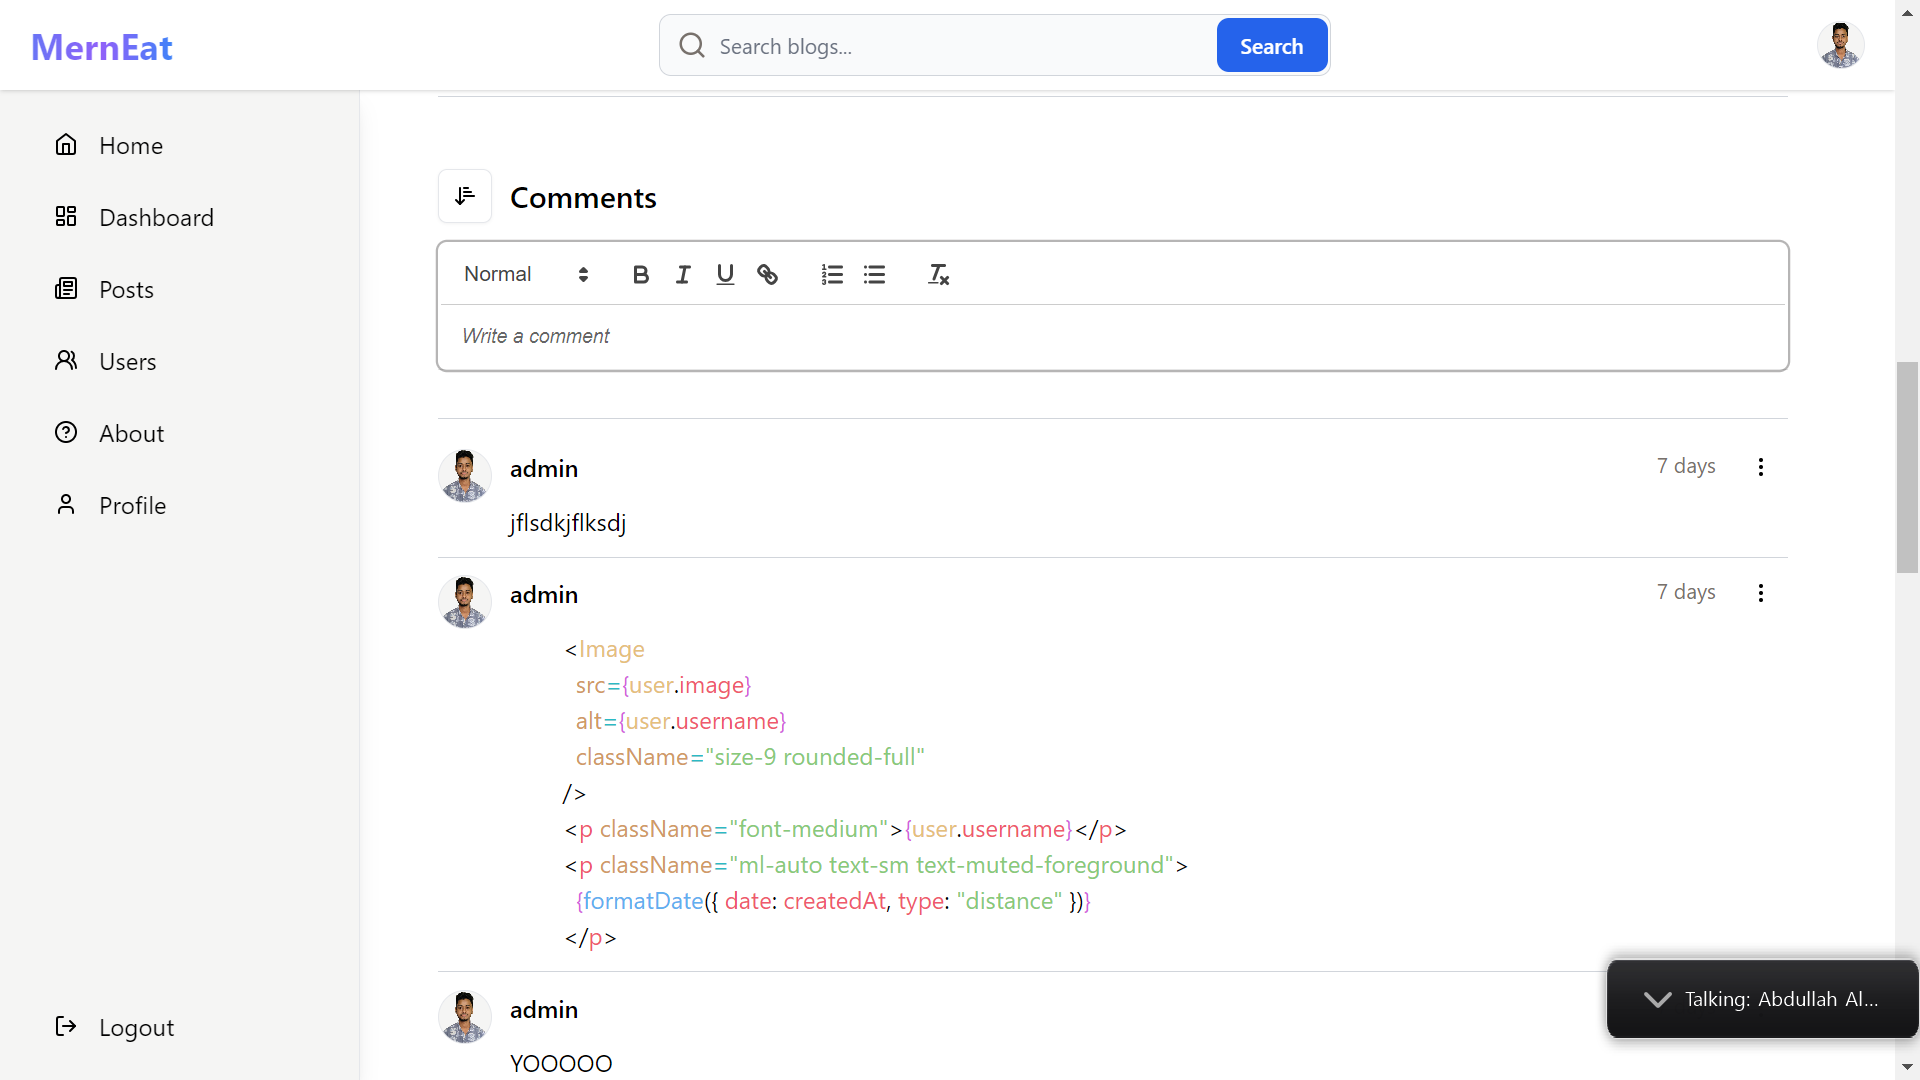 MernEat
Search blogs...
Search
Home
Dashboard
Posts
Users
About
Profile
Logout
Comments
Normal
Write a comment
admin
7 days
jflsdkjflksdj
admin
7 days
<Image
src={user.image}
alt={user.username}
className="size-9 rounded-full"
/>
<p className="font-medium">{user.username}</p>
<p className="ml-auto text-sm text-muted-foreground">
{formatDate({ date: createdAt, type: "distance" })}
</p>
admin
YOOOOO
Talking: Abdullah Al...